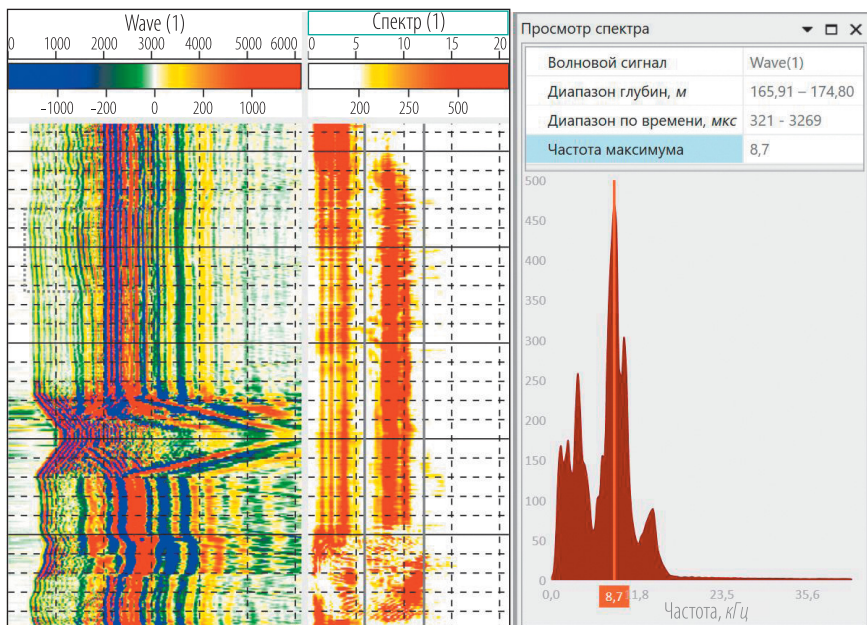 Wave (1)
0 1000 2000 3000 4000 5000 6000
−1000 −200 0 200 1000
Спектр (1)
0 5 10 15 20
200 250 500
Просмотр спектра
Волновой сигнал Wave(1)
Диапазон глубин, м 165,91 – 174,80
Диапазон по времени, мкс 321 - 3269
Частота максимума 8,7
500
450
400
350
300
250
200
150
100
50
0
0,0 8,7 11,8 23,5 35,6
Частота, кГц